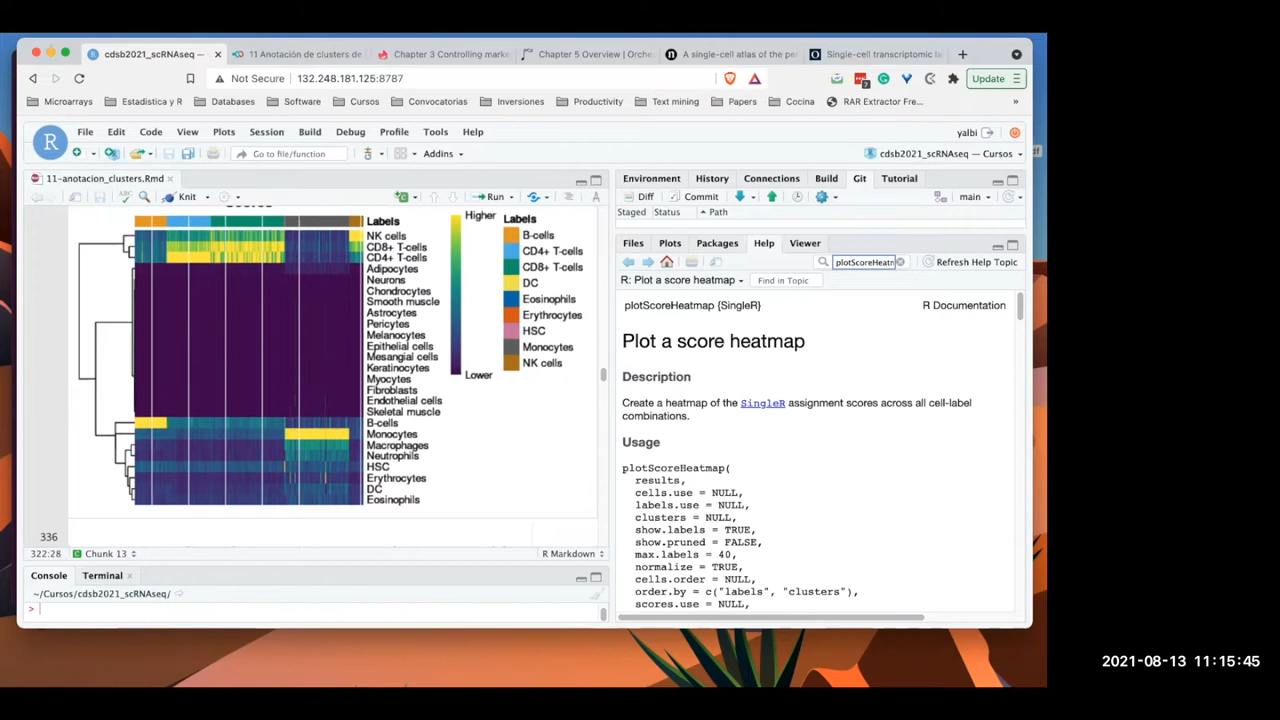 cdsb2021_scRNAseq —
11 Anotación de clusters de
Chapter 3 Controlling marke
Chapter 5 Overview | Orche
A single-cell atlas of the per
Single-cell transcriptomic la
Not Secure
132.248.181.125:8787
Update
Microarrays
Estadística y R
Databases
Software
Cursos
Convocatorias
Inversiones
Productivity
Text mining
Papers
Cocina
RAR Extractor Fre...
»
File Edit Code View Plots Session Build Debug Profile Tools Help
yalbi
Go to file/function
Addins
cdsb2021_scRNAseq — Cursos
11-anotacion_clusters.Rmd
Knit
Run
Labels
NK cells
CD8+ T-cells
CD4+ T-cells
Adipocytes
Neurons
Chondrocytes
Smooth muscle
Astrocytes
Pericytes
Melanocytes
Epithelial cells
Mesangial cells
Keratinocytes
Myocytes
Fibroblasts
Endothelial cells
Skeletal muscle
B-cells
Monocytes
Macrophages
Neutrophils
HSC
Erythrocytes
DC
Eosinophils
Higher
Lower
Labels
B-cells
CD4+ T-cells
CD8+ T-cells
DC
Eosinophils
Erythrocytes
HSC
Monocytes
NK cells
336
322:28
Chunk 13
R Markdown
Console
Terminal
~/Cursos/cdsb2021_scRNAseq/
>
Environment History Connections Build Git Tutorial
Diff Commit
main
Staged Status Path
Files Plots Packages Help Viewer
plotScoreHeatm
Refresh Help Topic
R: Plot a score heatmap
Find in Topic
plotScoreHeatmap {SingleR}
R Documentation
Plot a score heatmap
Description
Create a heatmap of the SingleR assignment scores across all cell-label
combinations.
Usage
plotScoreHeatmap(
results,
cells.use = NULL,
labels.use = NULL,
clusters = NULL,
show.labels = TRUE,
show.pruned = FALSE,
max.labels = 40,
normalize = TRUE,
cells.order = NULL,
order.by = c("labels", "clusters"),
scores.use = NULL,
2021-08-13 11:15:45